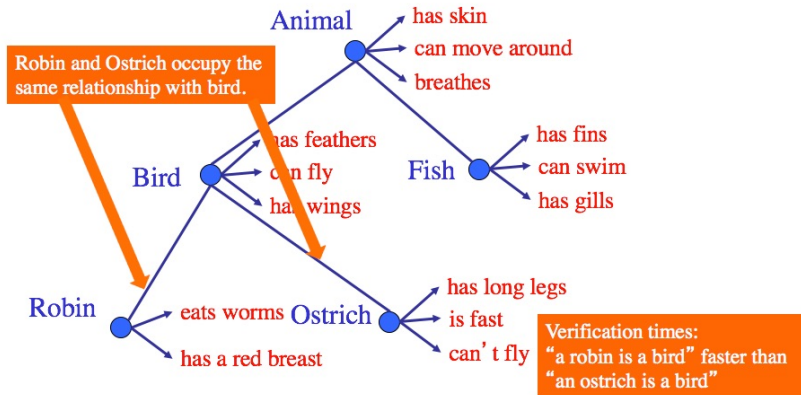 Animal
has skin
can move around
breathes
Robin and Ostrich occupy the
same relationship with bird.
Bird
has feathers
can fly
has wings
Fish
has fins
can swim
has gills
Robin
eats worms
has a red breast
Ostrich
has long legs
is fast
can't fly
Verification times:
“a robin is a bird” faster than
“an ostrich is a bird”